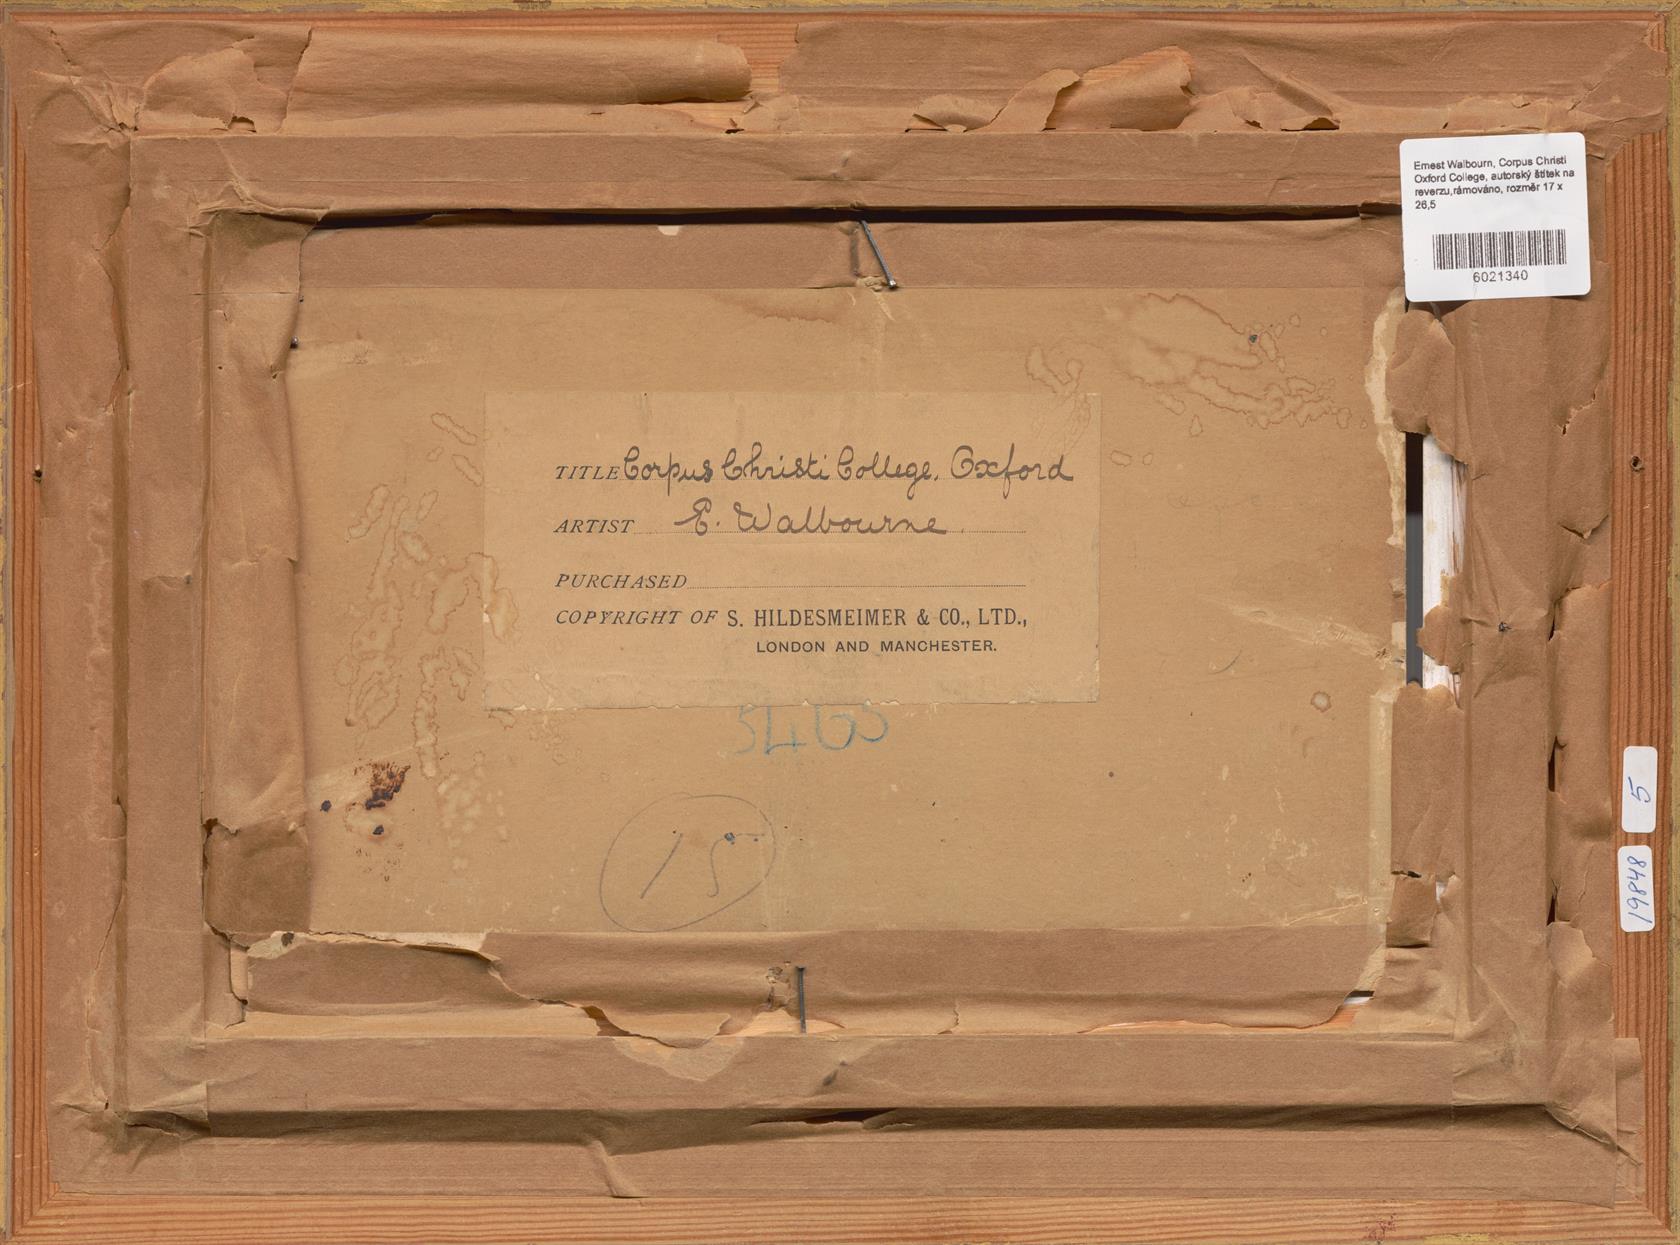 Ernest Walbourn, Corpus Christi
Oxford College, autorský štítek na
reverzu,rámováno, rozměr 17 x
26,5
6021340
TITLE Corpus Christi College, Oxford
ARTIST E. Walbourne.
PURCHASED
COPYRIGHT OF S. HILDESMEIMER & CO., LTD.,
LONDON AND MANCHESTER.
15
5
19848